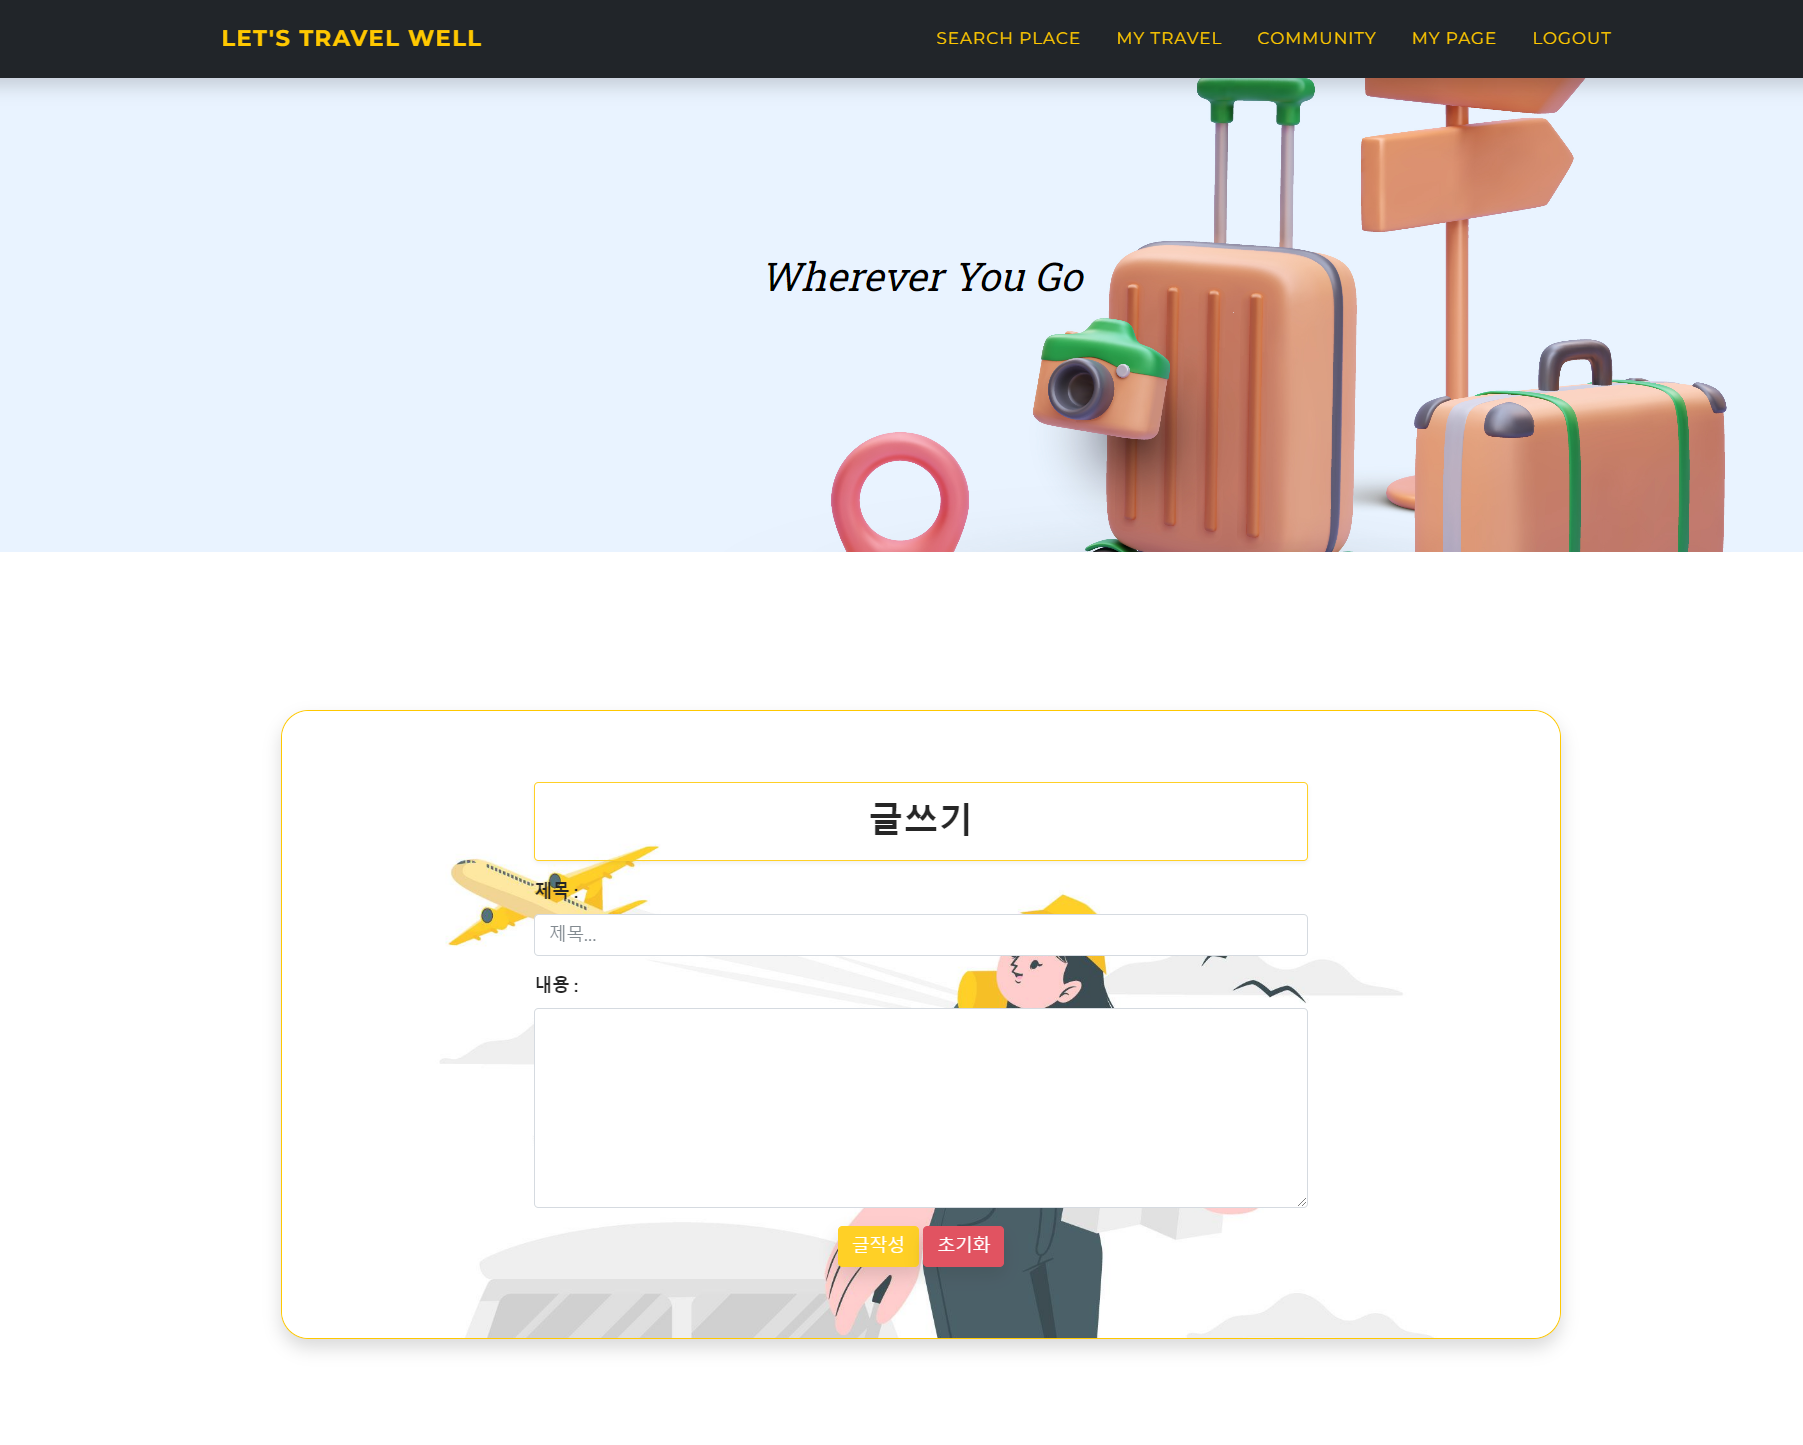 LET'S TRAVEL WELL
SEARCH PLACE MY TRAVEL COMMUNITY MY PAGE LOGOUT
Wherever You Go
글쓰기
제목 :
제목...
내용 :
글작성 초기화